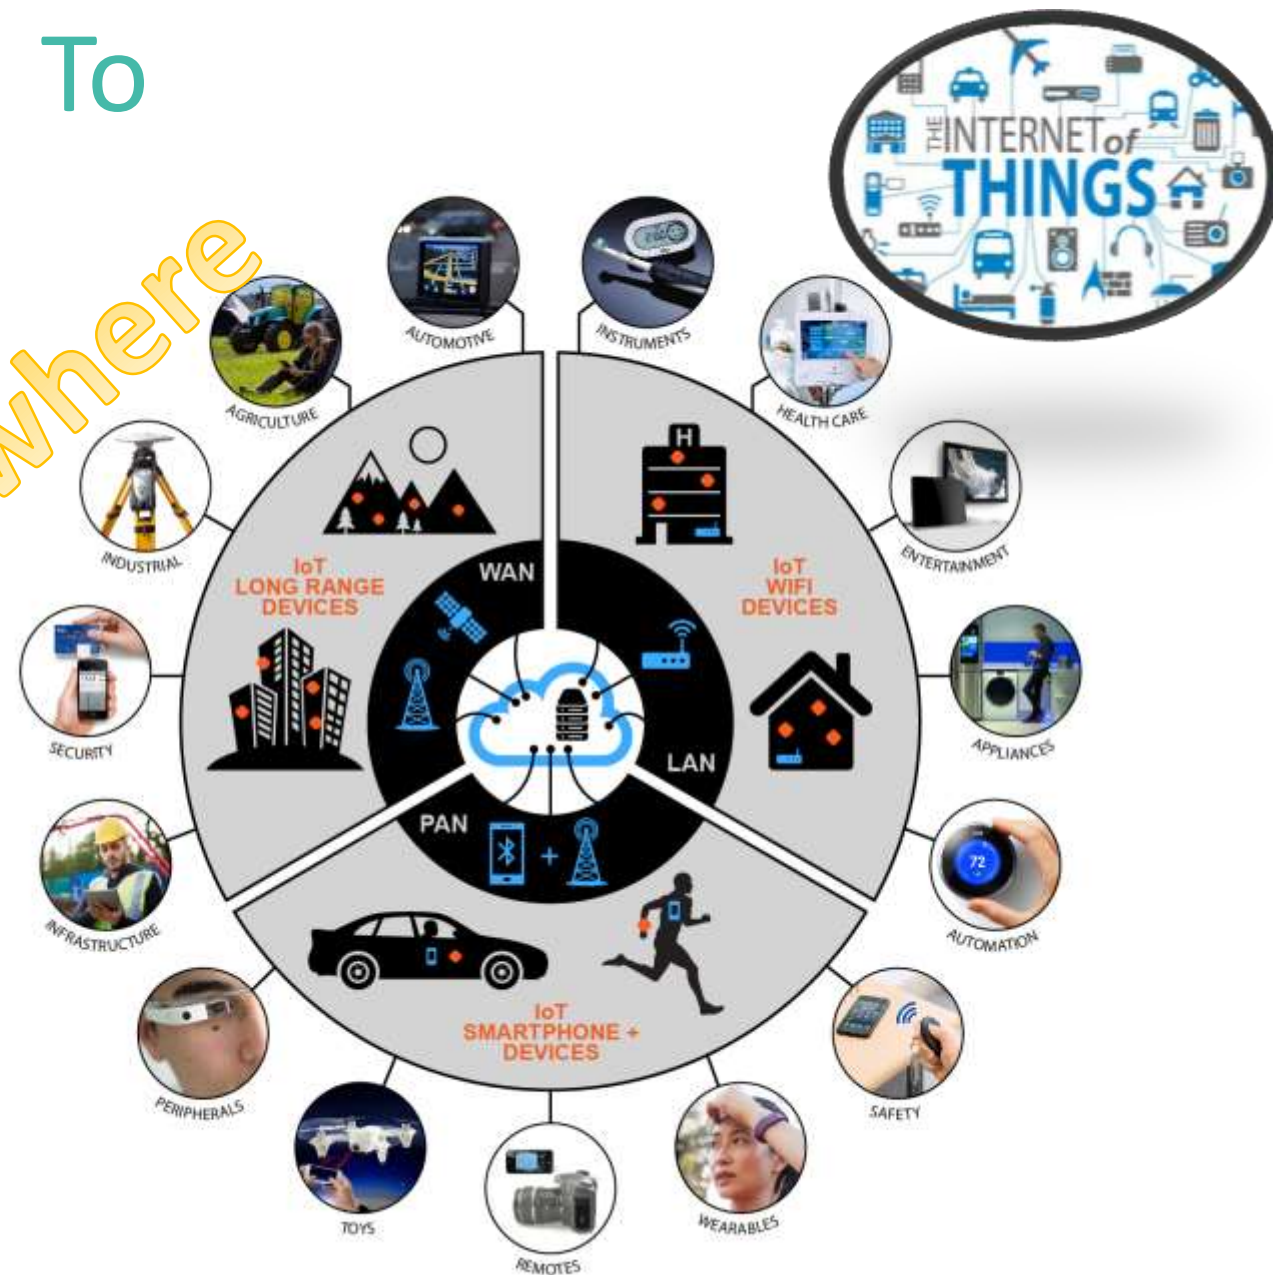 To
THE INTERNET of
THINGS
where
AUTOMOTIVE
INSTRUMENTS
AGRICULTURE
HEALTH CARE
INDUSTRIAL
ENTERTAINMENT
SECURITY
APPLIANCES
INFRASTRUCTURE
AUTOMATION
PERIPHERALS
SAFETY
TOYS
WEARABLES
REMOTES
H
IoT
LONG RANGE
DEVICES
WAN
IoT
WIFI
DEVICES
LAN
PAN
+
72
IoT
SMARTPHONE +
DEVICES